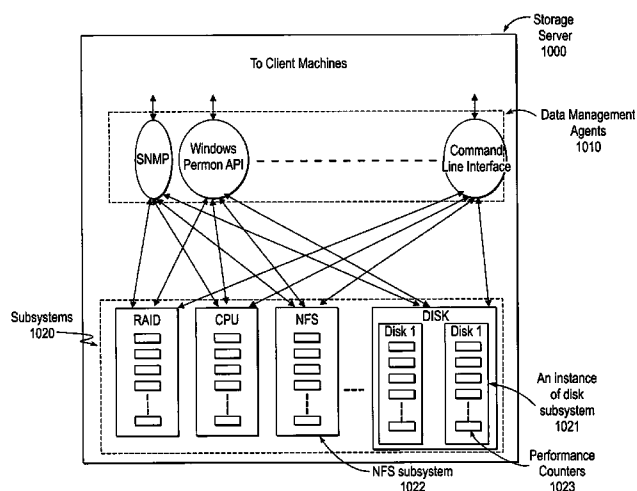 Storage
Server
1000
To Client Machines
Data Management
Agents
1010
SNMP
Windows
Permon API
Command
Line Interface
Subsystems
1020
RAID
CPU
NFS
DISK
Disk 1
Disk 1
An instance
of disk
subsystem
1021
Performance
Counters
1023
NFS subsystem
1022